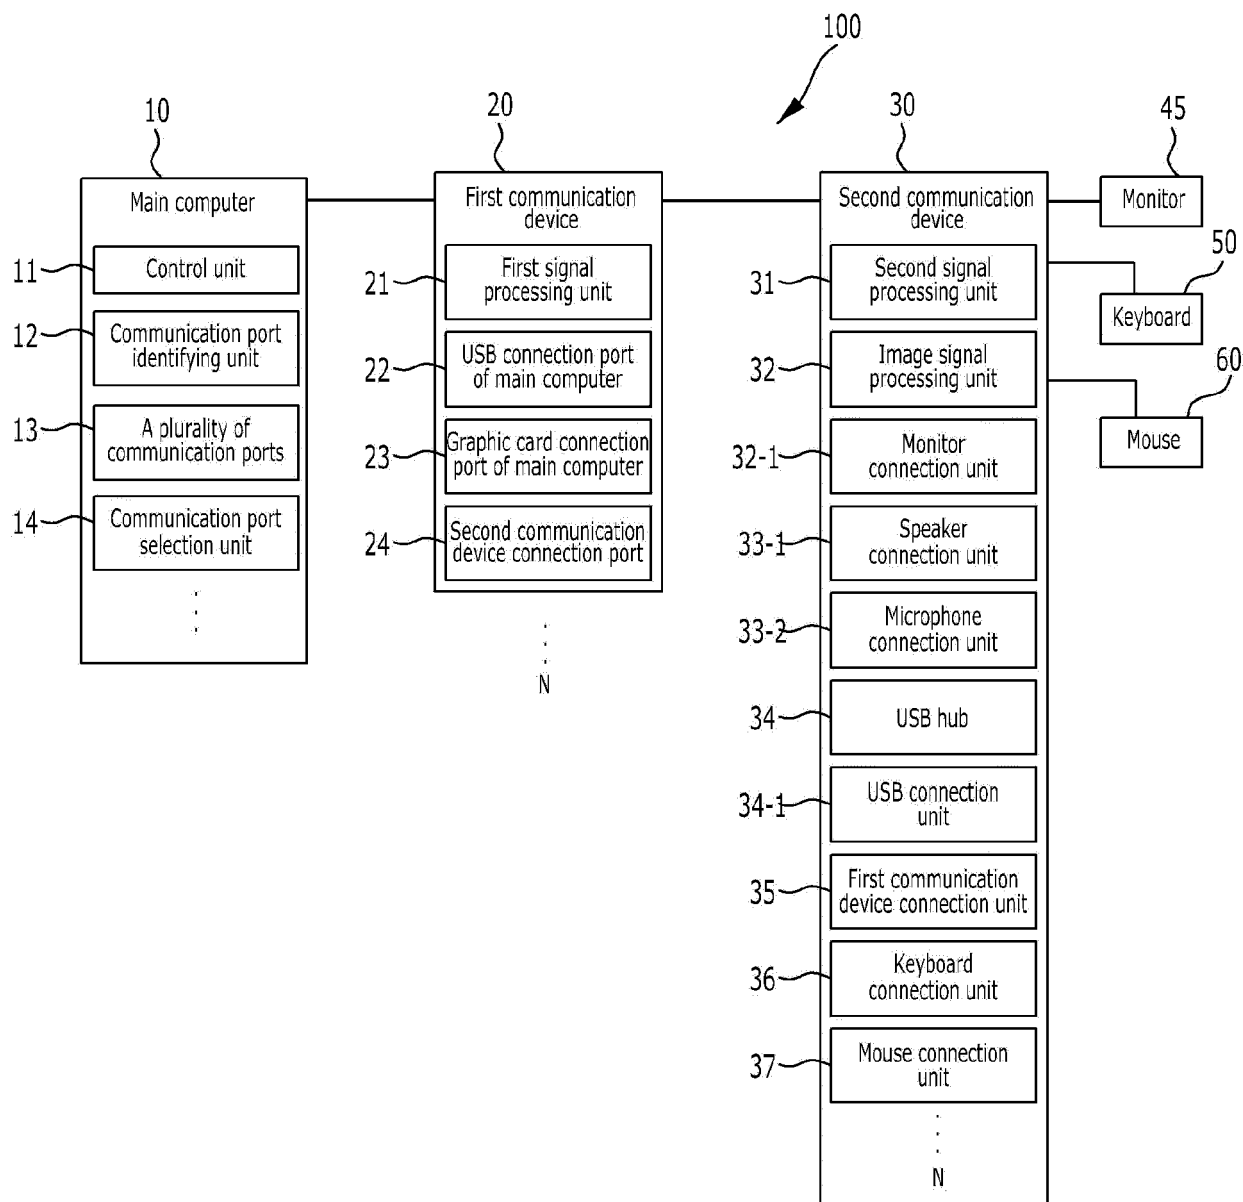 100
10
Main computer
11
Control unit
12
Communication port
identifying unit
13
A plurality of
communication ports
14
Communication port
selection unit
20
First communication
device
21
First signal
processing unit
22
USB connection port
of main computer
23
Graphic card connection
port of main computer
24
Second communication
device connection port
N
30
Second communication
device
31
Second signal
processing unit
32
Image signal
processing unit
32-1
Monitor
connection unit
33-1
Speaker
connection unit
33-2
Microphone
connection unit
34
USB hub
34-1
USB connection
unit
35
First communication
device connection unit
36
Keyboard
connection unit
37
Mouse connection
unit
N
45
Monitor
50
Keyboard
60
Mouse